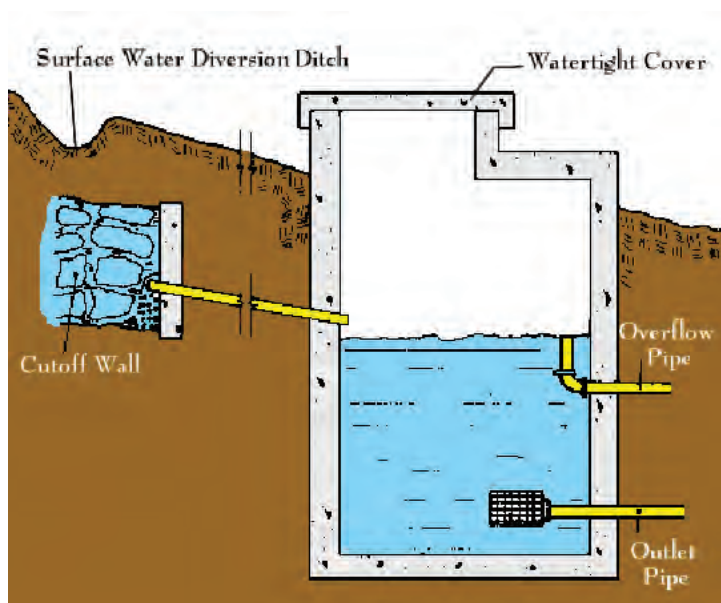 Surface Water Diversion Ditch
Watertight Cover
Cutoff Wall
Overflow
Pipe
Outlet
Pipe